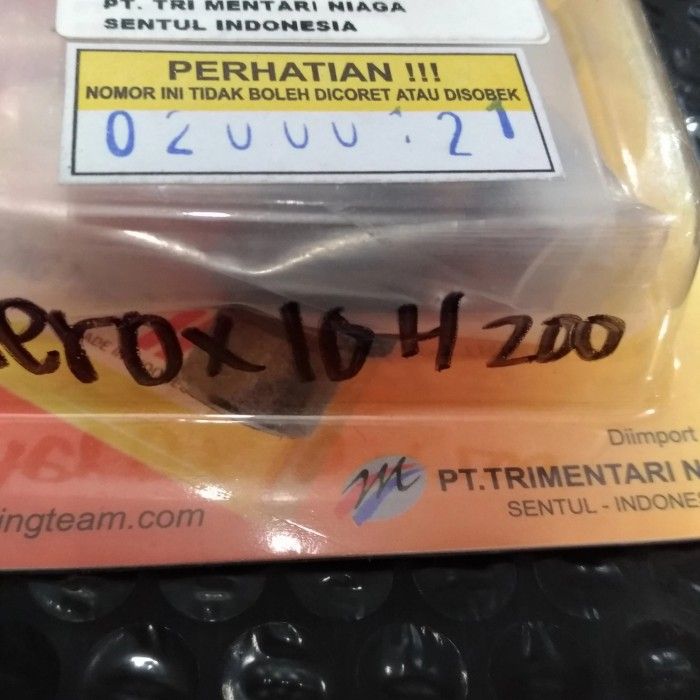 PT. TRI MENTARI NIAGA
SENTUL INDONESIA
PERHATIAN !!!
NOMOR INI TIDAK BOLEH DICORET ATAU DISOBEK
erox 10 H 200
Diimport
PT.TRIMENTARI N
SENTUL - INDONES
ingteam.com